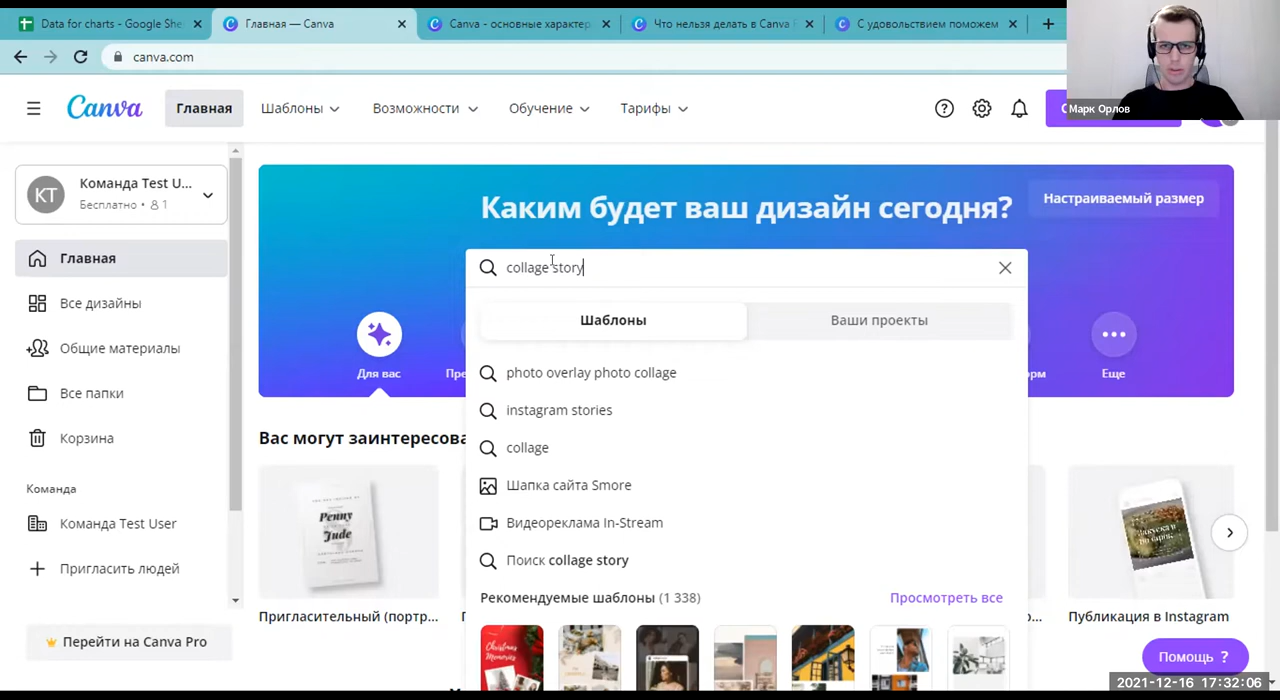 Data for charts - Google She
Главная — Canva
Canva - основные характер
Что нельзя делать в Canva
С удовольствием поможем
canva.com
Марк Орлов
Canva
Главная
Шаблоны
Возможности
Обучение
Тарифы
КТ
Команда Test U...
Бесплатно • 1
Главная
Все дизайны
Общие материалы
Все папки
Корзина
Команда
Команда Test User
Пригласить людей
Перейти на Canva Pro
Каким будет ваш дизайн сегодня?
Настраиваемый размер
collage story
Шаблоны
Ваши проекты
Для вас
Пре
орм
Еще
photo overlay photo collage
instagram stories
collage
Шапка сайта Smore
Видеореклама In-Stream
Поиск collage story
Рекомендуемые шаблоны (1 338)
Просмотреть все
Christmas
Memories
Вас могут заинтересова
Penny
Jude
Закуска и
Пригласительный (портр...
Публикация в Instagram
Помощь ?
2021-12-16 17:32:06